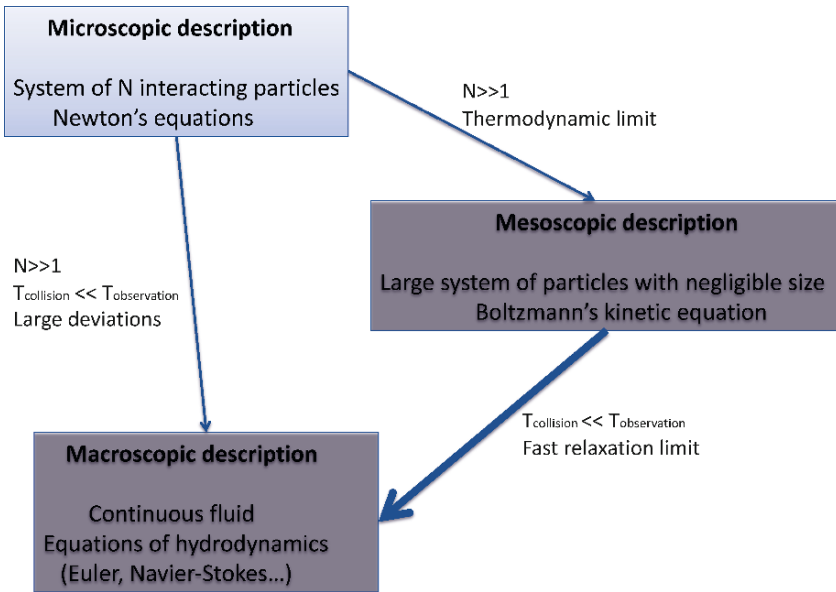 Microscopic description
System of N interacting particles
Newton's equations
N>>1
Thermodynamic limit
Mesoscopic description
Large system of particles with negligible size
Boltzmann's kinetic equation
N>>1
Tcollision << Tobservation
Large deviations
Tcollision << Tobservation
Fast relaxation limit
Macroscopic description
Continuous fluid
Equations of hydrodynamics
(Euler, Navier-Stokes...)